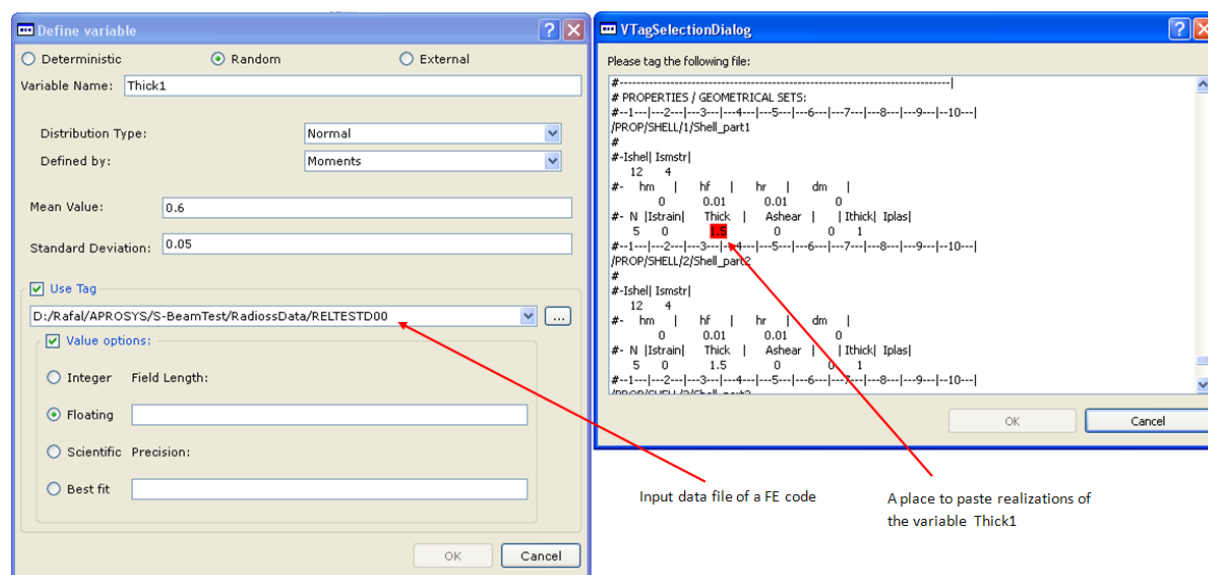 Define variable
Deterministic Random External
Variable Name: Thick1
Distribution Type: Normal
Defined by: Moments
Mean Value: 0.6
Standard Deviation: 0.05
Use Tag
D:/Rafal/APROSYS/S-BeamTest/RadiossData/RELTESTD00 ...
Value options:
Integer Field Length:
Floating
Scientific Precision:
Best fit
OK Cancel
VTagSelectionDialog
Please tag the following file:
#----------------------------------------------------------------------------------|
# PROPERTIES / GEOMETRICAL SETS:
#--1---|---2---|---3---|---4---|---5---|---6---|---7---|---8---|---9---|--10---|
/PROP/SHELL/1/Shell_part1
#
#-Ishel| Ismstr|
12 4
#- hm | hf | hr | dm |
0 0.01 0.01 0
#- N |Istrain| Thick | Ashear | |Ithick| Iplas|
5 0 1.5 0 0 1
#--1---|---2---|---3---|---4---|---5---|---6---|---7---|---8---|---9---|--10---|
/PROP/SHELL/2/Shell_part2
#
#-Ishel| Ismstr|
12 4
#- hm | hf | hr | dm |
0 0.01 0.01 0
#- N |Istrain| Thick | Ashear | |Ithick| Iplas|
5 0 1.5 0 0 1
#--1---|---2---|---3---|---4---|---5---|---6---|---7---|---8---|---9---|--10---|
OK Cancel
Input data file of a FE code
A place to paste realizations of
the variable Thick1